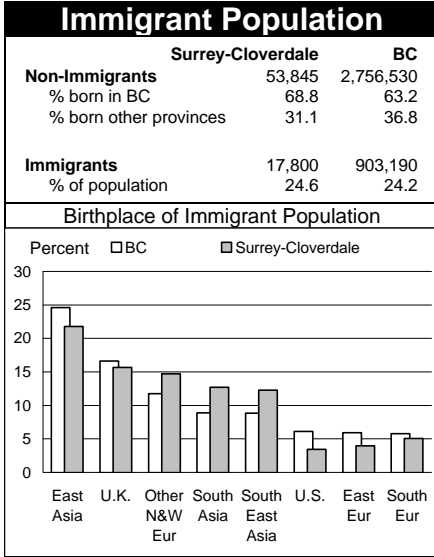 Immigrant Population
Surrey-Cloverdale BC
Non-Immigrants 53,845 2,756,530
% born in BC 68.8 63.2
% born other provinces 31.1 36.8
Immigrants 17,800 903,190
% of population 24.6 24.2
Birthplace of Immigrant Population
Percent BC Surrey-Cloverdale
30
25
20
15
10
5
0
East U.K. Other South South U.S. East South
Asia N&W Asia East Eur Eur
Eur Asia